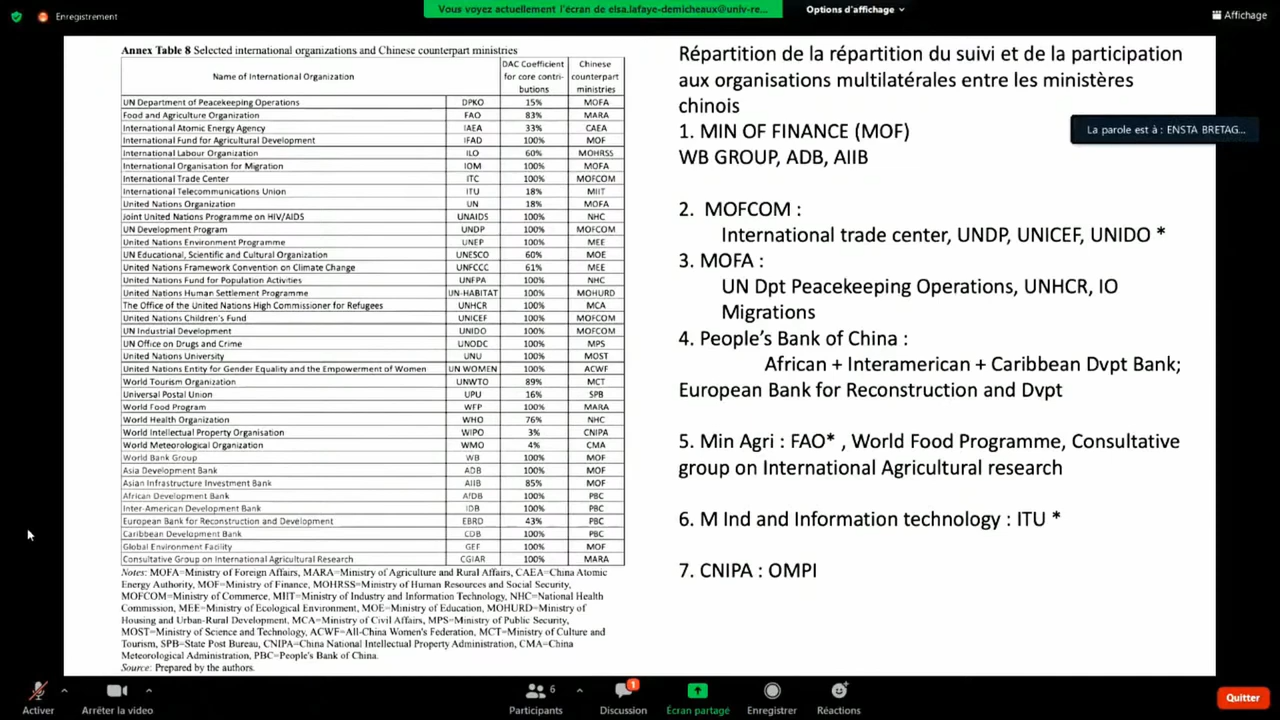 Enregistrement
Vous voyez actuellement l'écran de elsa.lafaye-demicheaux@univ-re...
Options d'affichage
Affichage
Annex Table 8 Selected international organizations and Chinese counterpart ministries
Name of International Organization
DAC Coefficient for core contri-butions
Chinese counterpart ministries
UN Department of Peacekeeping Operations DPKO 15% MOFA
Food and Agriculture Organization FAO 83% MARA
International Atomic Energy Agency IAEA 33% CAEA
International Fund for Agricultural Development IFAD 100% MOF
International Labour Organization ILO 60% MOHRSS
International Organisation for Migration IOM 100% MOFA
International Trade Center ITC 100% MOFCOM
International Telecommunications Union ITU 18% MIIT
United Nations Organization UN 18% MOFA
Joint United Nations Programme on HIV/AIDS UNAIDS 100% NHC
UN Development Program UNDP 100% MOFCOM
United Nations Environment Programme UNEP 100% MEE
UN Educational, Scientific and Cultural Organization UNESCO 60% MOE
United Nations Framework Convention on Climate Change UNFCCC 61% MEE
United Nations Fund for Population Activities UNFPA 100% NHC
United Nations Human Settlement Programme UN-HABITAT 100% MOHURD
The Office of the United Nations High Commissioner for Refugees UNHCR 100% MCA
United Nations Children's Fund UNICEF 100% MOFCOM
UN Industrial Development UNIDO 100% MOFCOM
UN Office on Drugs and Crime UNODC 100% MPS
United Nations University UNU 100% MOST
United Nations Entity for Gender Equality and the Empowerment of Women UN WOMEN 100% ACWF
World Tourism Organization UNWTO 89% MCT
Universal Postal Union UPU 16% SPB
World Food Program WFP 100% MARA
World Health Organization WHO 76% NHC
World Intellectual Property Organisation WIPO 3% CNIPA
World Meteorological Organization WMO 4% CMA
World Bank Group WB 100% MOF
Asia Development Bank ADB 100% MOF
Asian Infrastructure Investment Bank AIIB 85% MOF
African Development Bank AfDB 100% PBC
Inter-American Development Bank IDB 100% PBC
European Bank for Reconstruction and Development EBRD 43% PBC
Caribbean Development Bank CDB 100% PBC
Global Environment Facility GEF 100% MOF
Consultative Group on International Agricultural Research CGIAR 100% MARA
Notes: MOFA=Ministry of Foreign Affairs, MARA=Ministry of Agriculture and Rural Affairs, CAEA=China Atomic
Energy Authority, MOF=Ministry of Finance, MOHRSS=Ministry of Human Resources and Social Security,
MOFCOM=Ministry of Commerce, MIIT=Ministry of Industry and Information Technology, NHC=National Health
Commission, MEE=Ministry of Ecological Environment, MOE=Ministry of Education, MOHURD=Ministry of
Housing and Urban-Rural Development, MCA=Ministry of Civil Affairs, MPS=Ministry of Public Security,
MOST=Ministry of Science and Technology, ACWF=All-China Women's Federation, MCT=Ministry of Culture and
Tourism, SPB=State Post Bureau, CNIPA=China National Intellectual Property Administration, CMA=China
Meteorological Administration, PBC=People's Bank of China.
Source: Prepared by the authors.
Répartition de la répartition du suivi et de la participation
aux organisations multilatérales entre les ministères
chinois
1. MIN OF FINANCE (MOF)
WB GROUP, ADB, AIIB
2. MOFCOM :
International trade center, UNDP, UNICEF, UNIDO *
3. MOFA :
UN Dpt Peacekeeping Operations, UNHCR, IO
Migrations
4. People's Bank of China :
African + Interamerican + Caribbean Dvpt Bank;
European Bank for Reconstruction and Dvpt
5. Min Agri : FAO* , World Food Programme, Consultative
group on International Agricultural research
6. M Ind and Information technology : ITU *
7. CNIPA : OMPI
La parole est à : ENSTA BRETAG...
Activer
Arrêter la video
Participants 6
Discussion 1
Écran partagé
Enregistrer
Réactions
Quitter